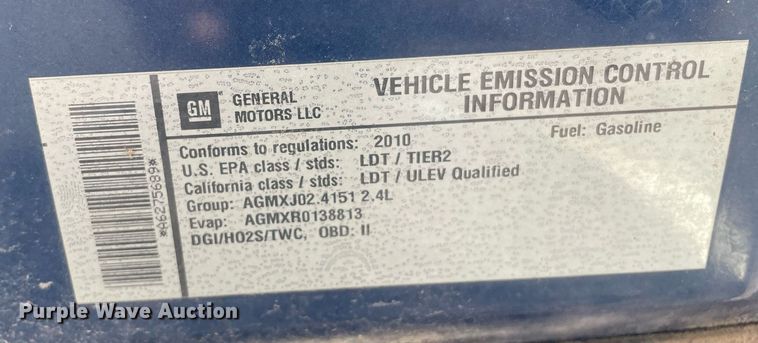 GM GENERAL MOTORS LLC
VEHICLE EMISSION CONTROL
INFORMATION
Fuel: Gasoline
Conforms to regulations: 2010
U.S. EPA class / stds: LDT / TIER2
California class / stds: LDT / ULEV Qualified
Group: AGMXJ02.4151 2.4L
Evap: AGMXR0138813
DGI/HO2S/TWC, OBD: II
*A6275689*
Purple Wave Auction